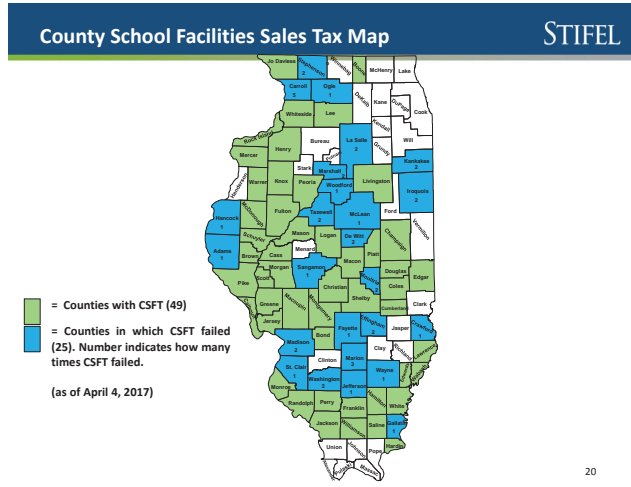 County School Facilities Sales Tax Map
STIFEL
Jo Daviess
Stephenson
2
Winnebago
Boone
McHenry
Lake
Carroll
5
Ogle
1
DeKalb
Kane
DuPage
Cook
Whiteside
Lee
Kendall
Will
Rock Island
Bureau
La Salle
2
Grundy
Henry
Mercer
Putnam
Kankakee
2
Stark
Marshall
2
Henderson
Warren
Knox
Peoria
Woodford
1
Livingston
Iroquois
2
Hancock
1
McDonough
Fulton
Tazewell
2
McLean
1
Ford
Vermilion
Schuyler
Mason
Logan
De Witt
2
Champaign
Adams
1
Brown
Cass
Menard
Piatt
Macon
Morgan
Sangamon
1
Douglas
Edgar
Pike
Scott
Christian
Moultrie
Coles
Shelby
Greene
Macoupin
Montgomery
Cumberland
Clark
Calhoun
Jersey
Fayette
1
Effingham
2
Jasper
Crawford
1
Bond
Madison
2
Clay
Richland
Lawrence
Clinton
Marion
3
St. Clair
1
Wayne
1
Edwards
Wabash
Washington
2
Jefferson
1
Monroe
Randolph
Perry
Hamilton
White
Franklin
Jackson
Williamson
Saline
Gallatin
1
Hardin
Union
Johnson
Pope
Pulaski
Massac
= Counties with CSFT (49)
= Counties in which CSFT failed
(25). Number indicates how many
times CSFT failed.
(as of April 4, 2017)
20